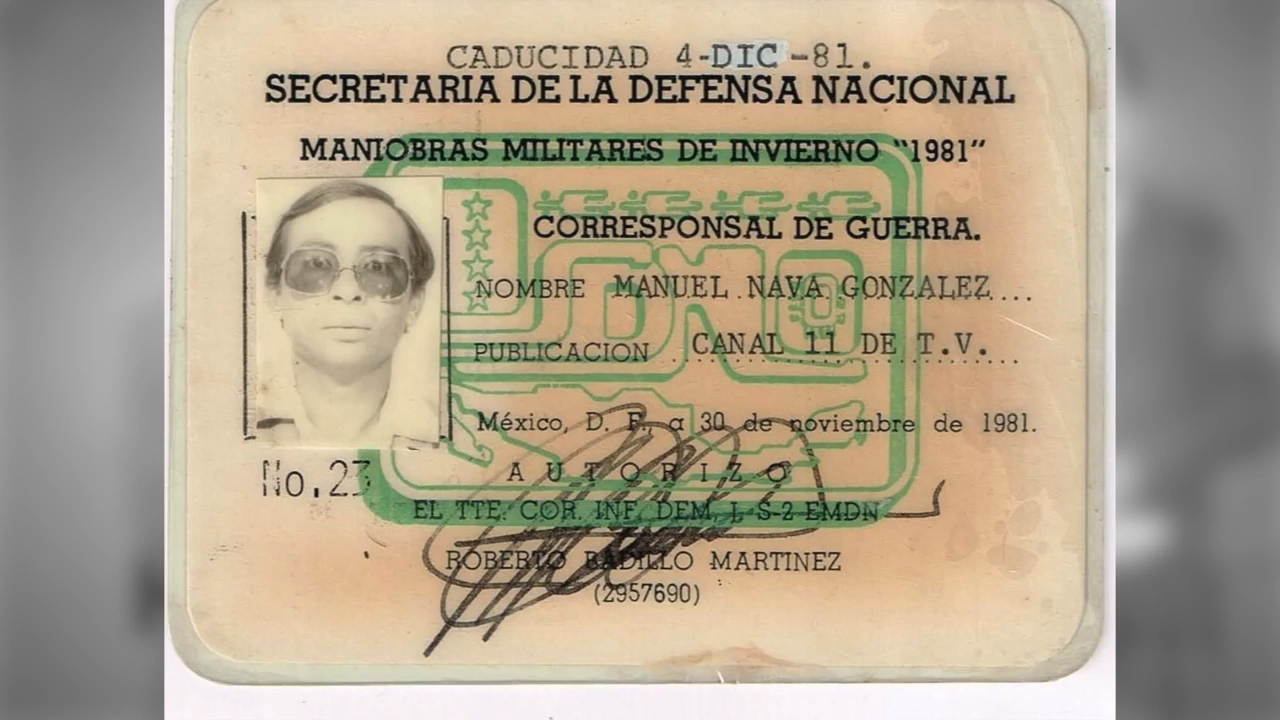 CADUCIDAD 4-DIC-81.
SECRETARIA DE LA DEFENSA NACIONAL
MANIOBRAS MILITARES DE INVIERNO "1981"
CORRESPONSAL DE GUERRA.
NOMBRE MANUEL NAVA GONZALEZ...
PUBLICACION CANAL 11 DE T.V.
México, D. F., a 30 de noviembre de 1981.
No.23
A U T O R I Z O
EL TTE. COR. INF. DEM. J. S-2 EMDN
ROBERTO BADILLO MARTINEZ
(2957690)